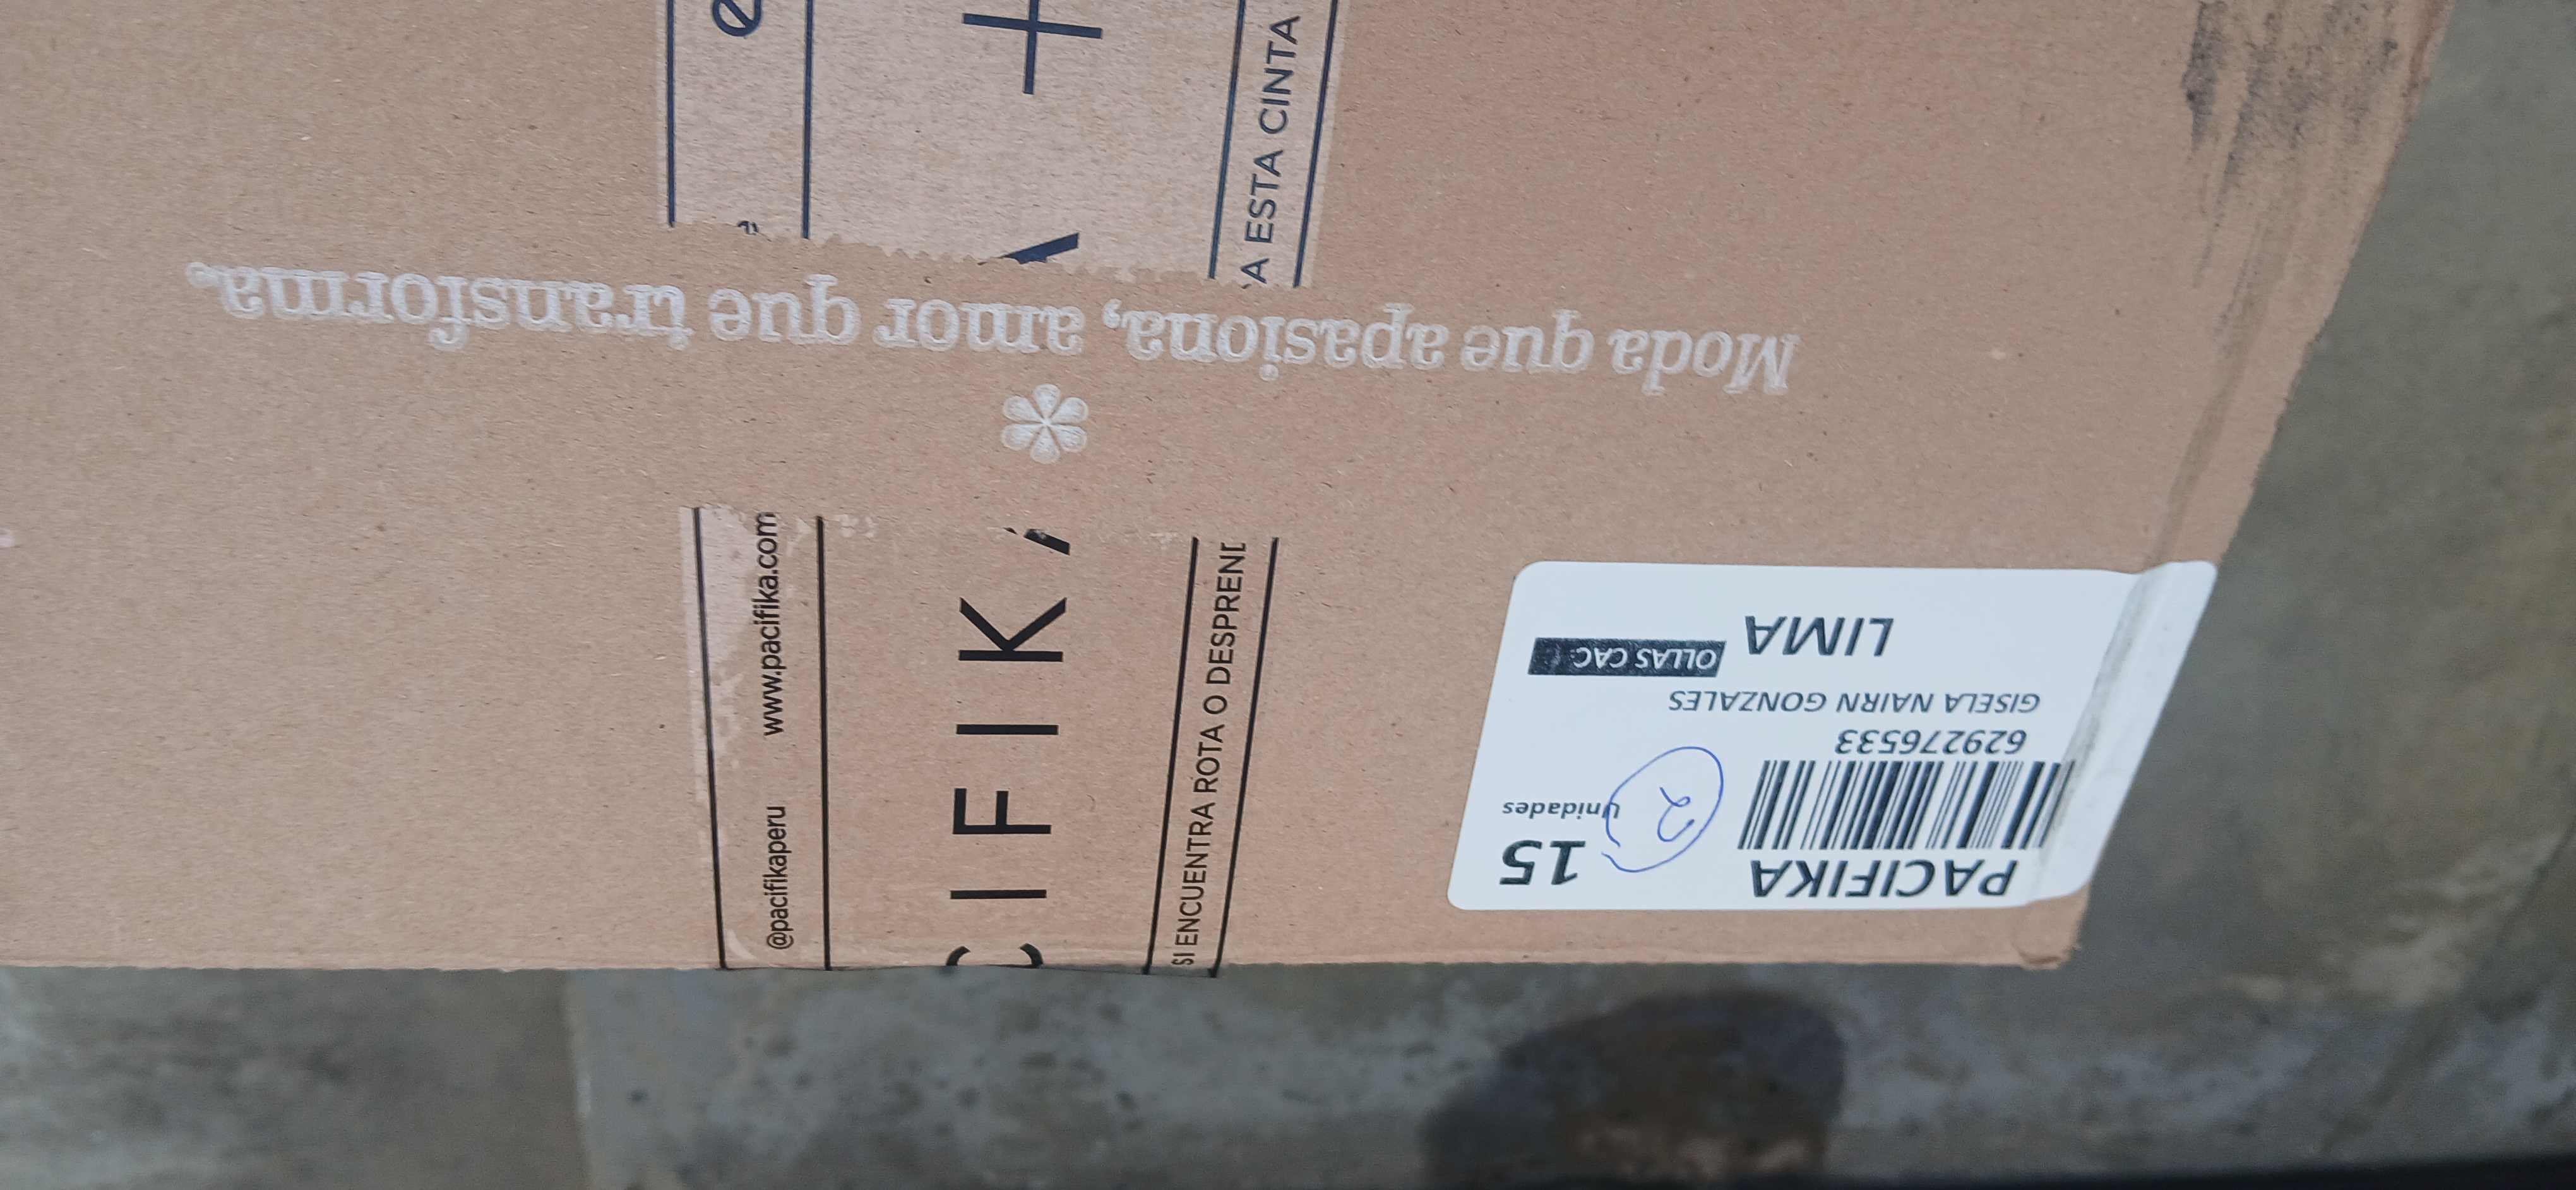 PACIFIKA
15
Unidades
2
629276533
GISELA NAIRN GONZALES
OLLAS CAC
LIMA
Moda que apasiona, amor que transforma.
@pacifikaperu www.pacifika.com
CIFIK
SI ENCUENTRA ROTA O DESPREND
A ESTA CINTA
e